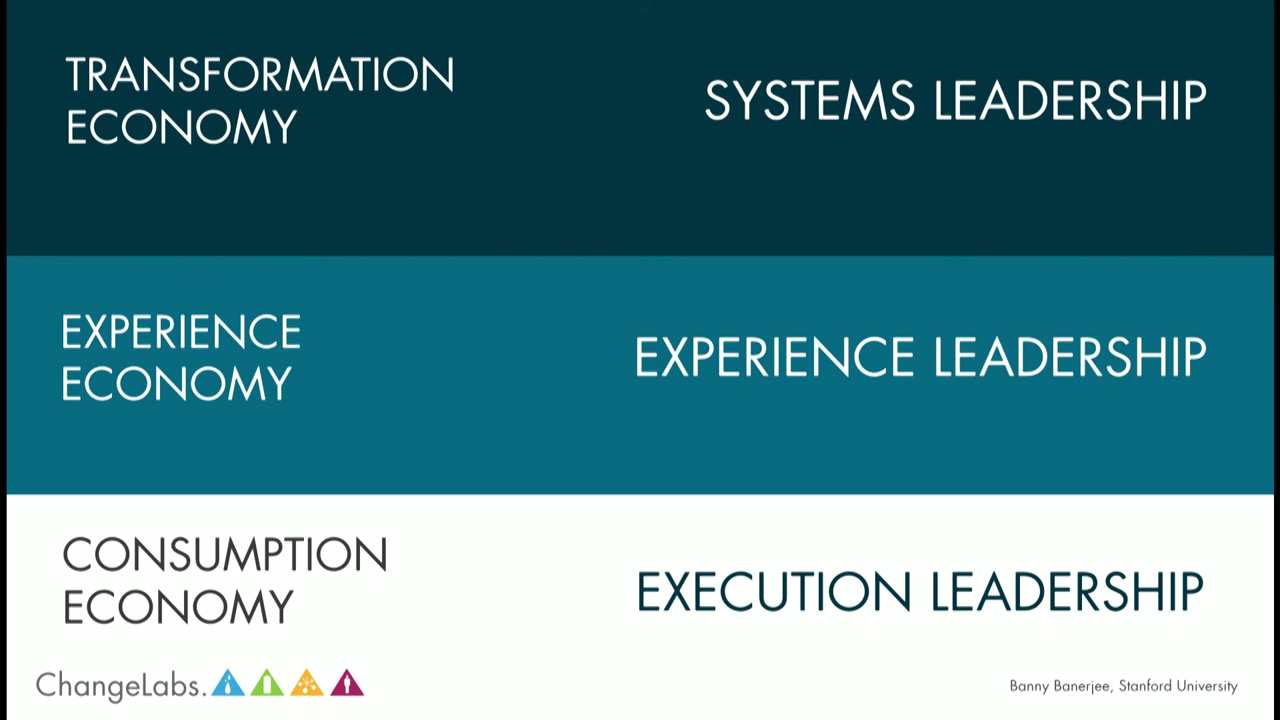 TRANSFORMATION
ECONOMY
SYSTEMS LEADERSHIP
EXPERIENCE
ECONOMY
EXPERIENCE LEADERSHIP
CONSUMPTION
ECONOMY
EXECUTION LEADERSHIP
ChangeLabs.
Banny Banerjee, Stanford University